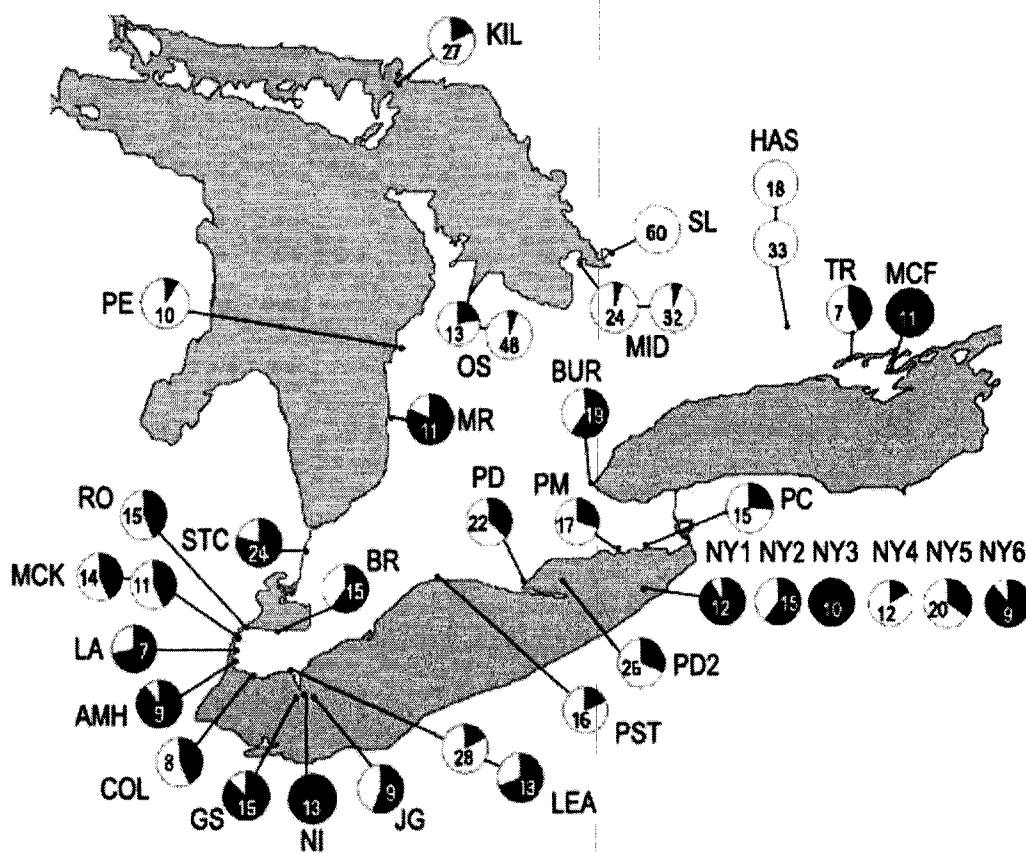 KIL
27
HAS
18
SL
60
33
TR
MCF
PE
10
7
11
13
48
24
32
OS
MID
BUR
19
MR
11
PD
PM
PC
RO
15
22
17
15
STC
24
BR
NY1 NY2 NY3 NY4 NY5 NY6
MCK
14
11
15
12
15
10
12
20
9
LA
7
26
PD2
AMH
9
16
PST
COL
8
28
13
LEA
GS
15
NI
13
JG
9